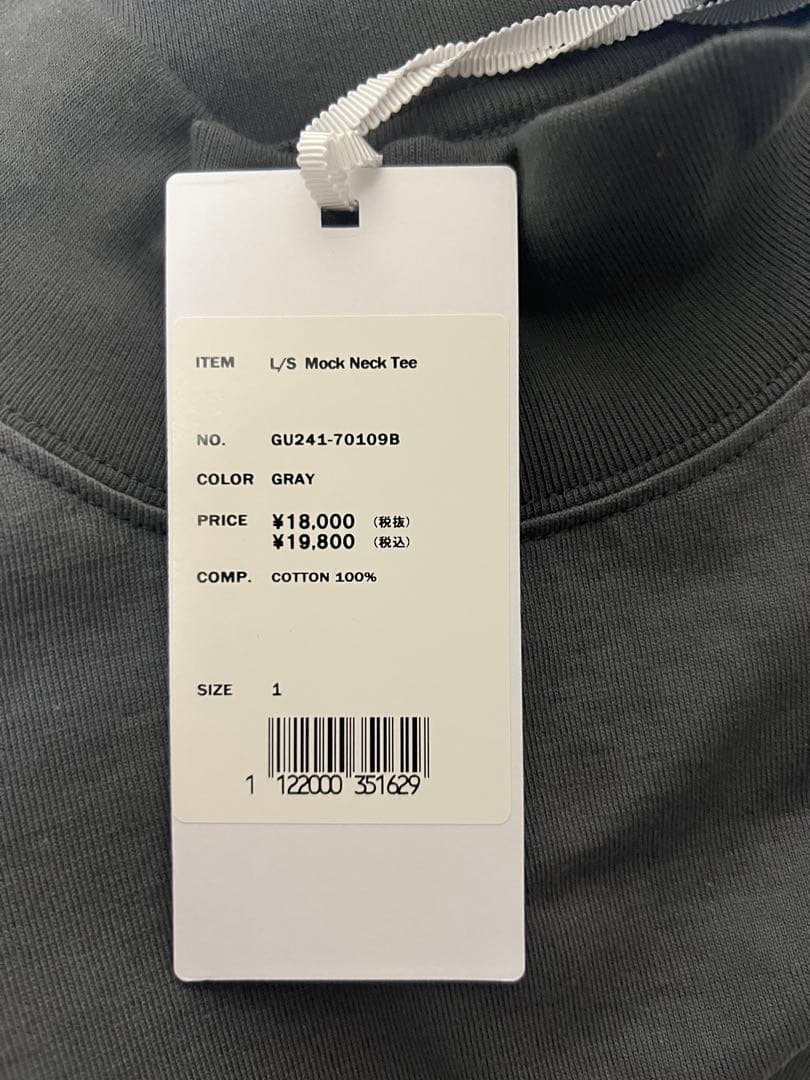 ITEM L/S Mock Neck Tee
NO. GU241-70109B
COLOR GRAY
PRICE ¥18,000 (税抜)
¥19,800 (税込)
COMP. COTTON 100%
SIZE 1
1 122000 351629